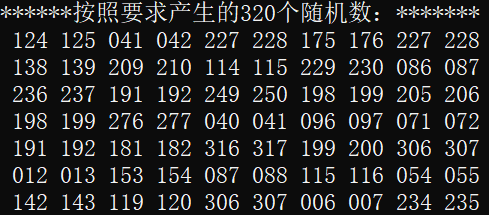 ******按照要求产生的320个随机数：*******
124 125 041 042 227 228 175 176 227 228
138 139 209 210 114 115 229 230 086 087
236 237 191 192 249 250 198 199 205 206
198 199 276 277 040 041 096 097 071 072
191 192 181 182 316 317 199 200 306 307
012 013 153 154 087 088 115 116 054 055
142 143 119 120 306 307 006 007 234 235